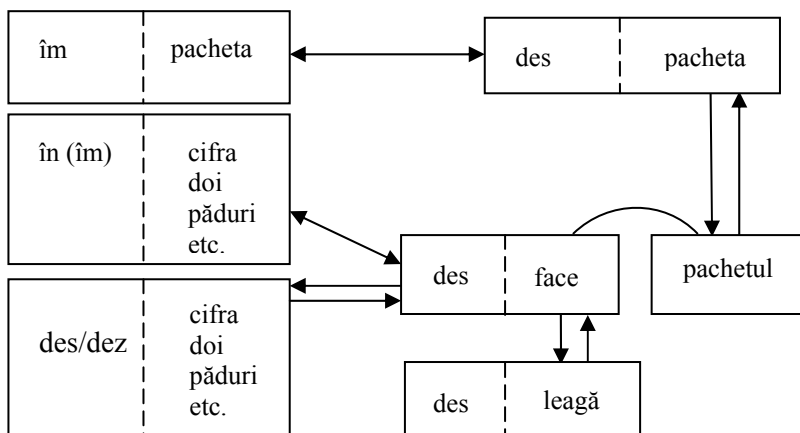 îm pacheta
des pacheta
în (îm) cifra
doi
păduri
etc.
des face
pachetul
des/dez cifra
doi
păduri
etc.
des leagă